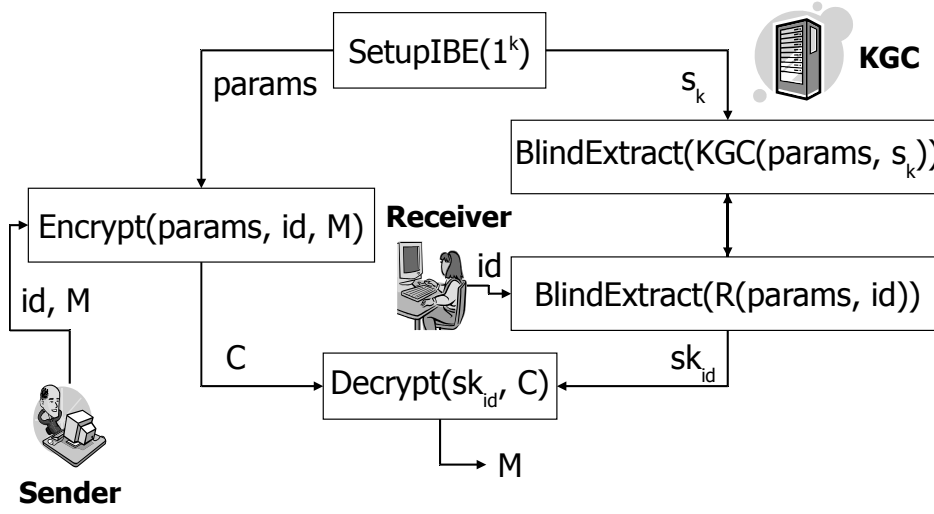 SetupIBE(1^k)
KGC
params
s_k
BlindExtract(KGC(params, s_k))
Receiver
Encrypt(params, id, M)
id
BlindExtract(R(params, id))
id, M
C
sk_id
Decrypt(sk_id, C)
M
Sender